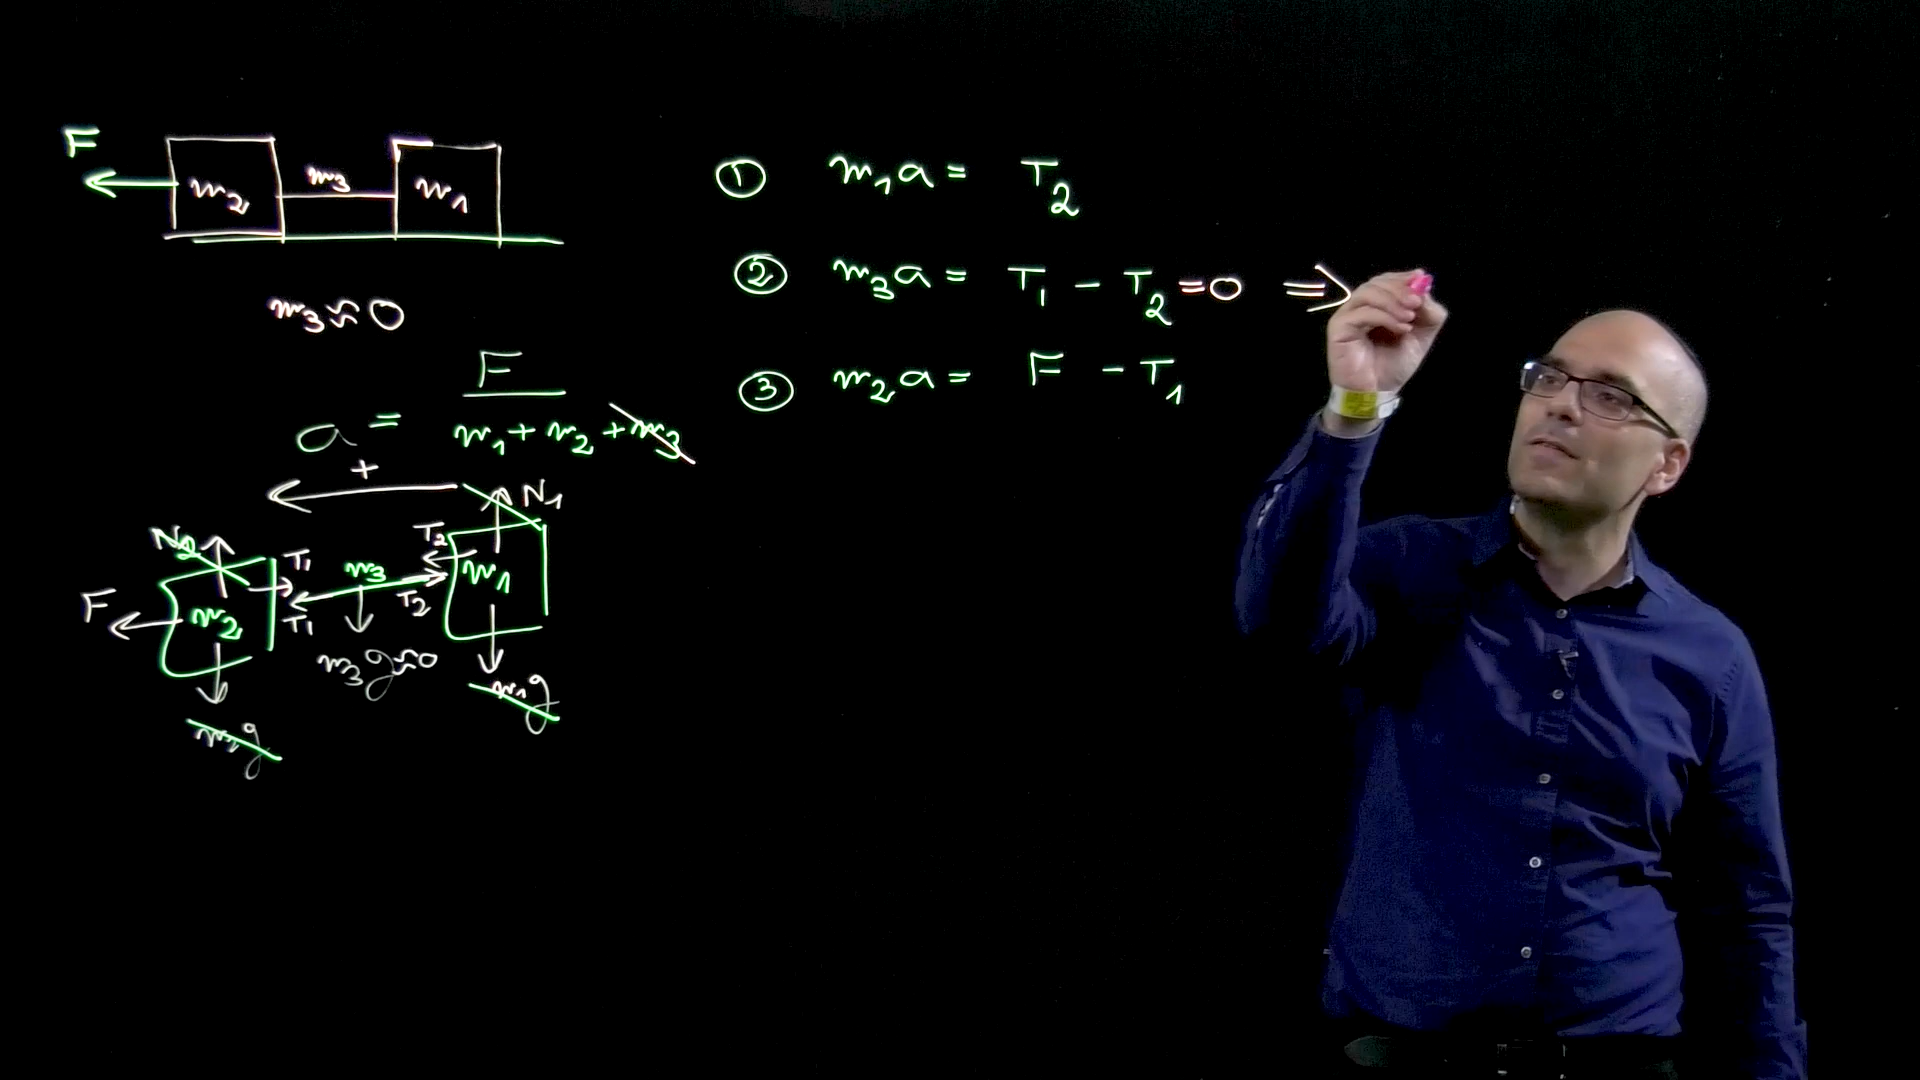 F
m₂ m₃ m₁
m₃ ≈ 0
a = F / (m₁ + m₂ + m₃)
+
N₂ T₁ m₃ T₂ N₁
F m₂ T₁ T₂ m₁
m₂g m₃g ≈ 0 m₁g
① m₁a = T₂
② m₃a = T₁ - T₂ = 0 ⇒
③ m₂a = F - T₁